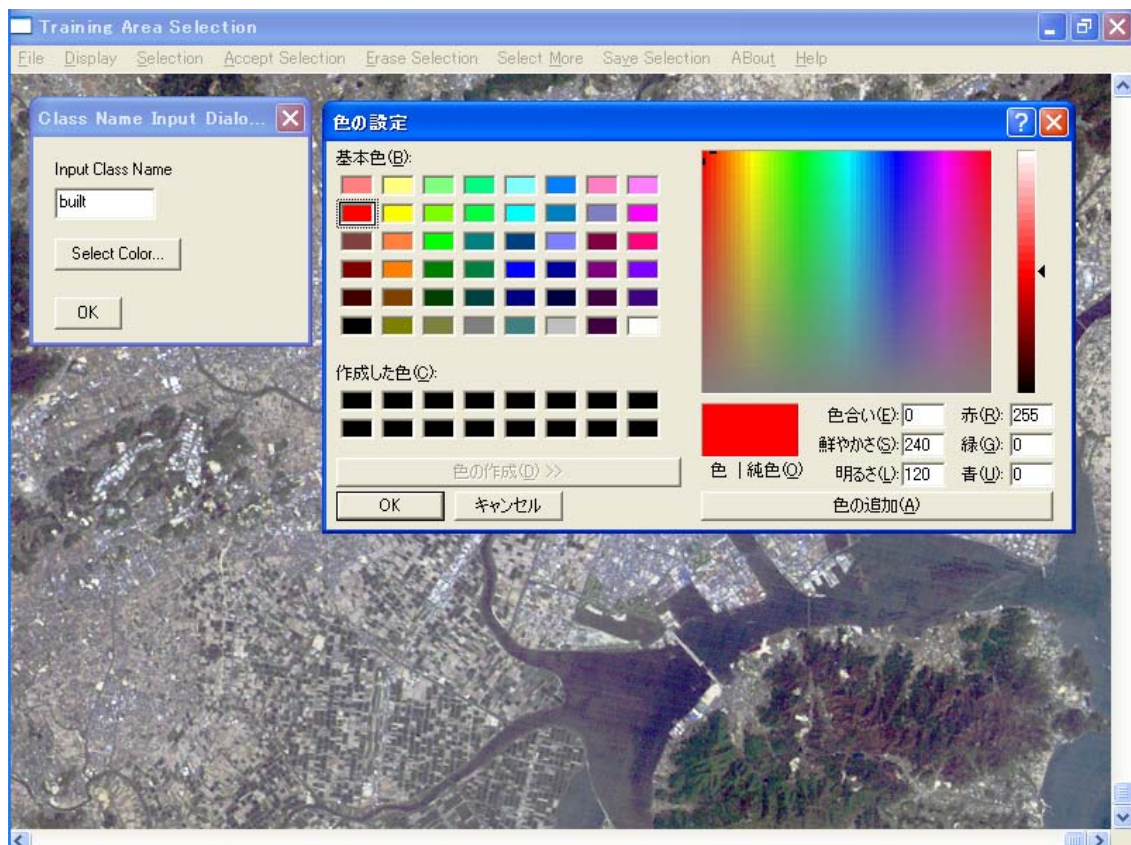 Training Area Selection
File Display Selection Accept Selection Erase Selection Select More Save Selection ABout Help
Class Name Input Dialo...
Input Class Name
built
Select Color...
OK
色の設定
基本色(B):
作成した色(C):
色の作成(D) >>
OK キャンセル
色 | 純色(O)
色合い(E): 0 赤(R): 255
鮮やかさ(S): 240 緑(G): 0
明るさ(L): 120 青(U): 0
色の追加(A)